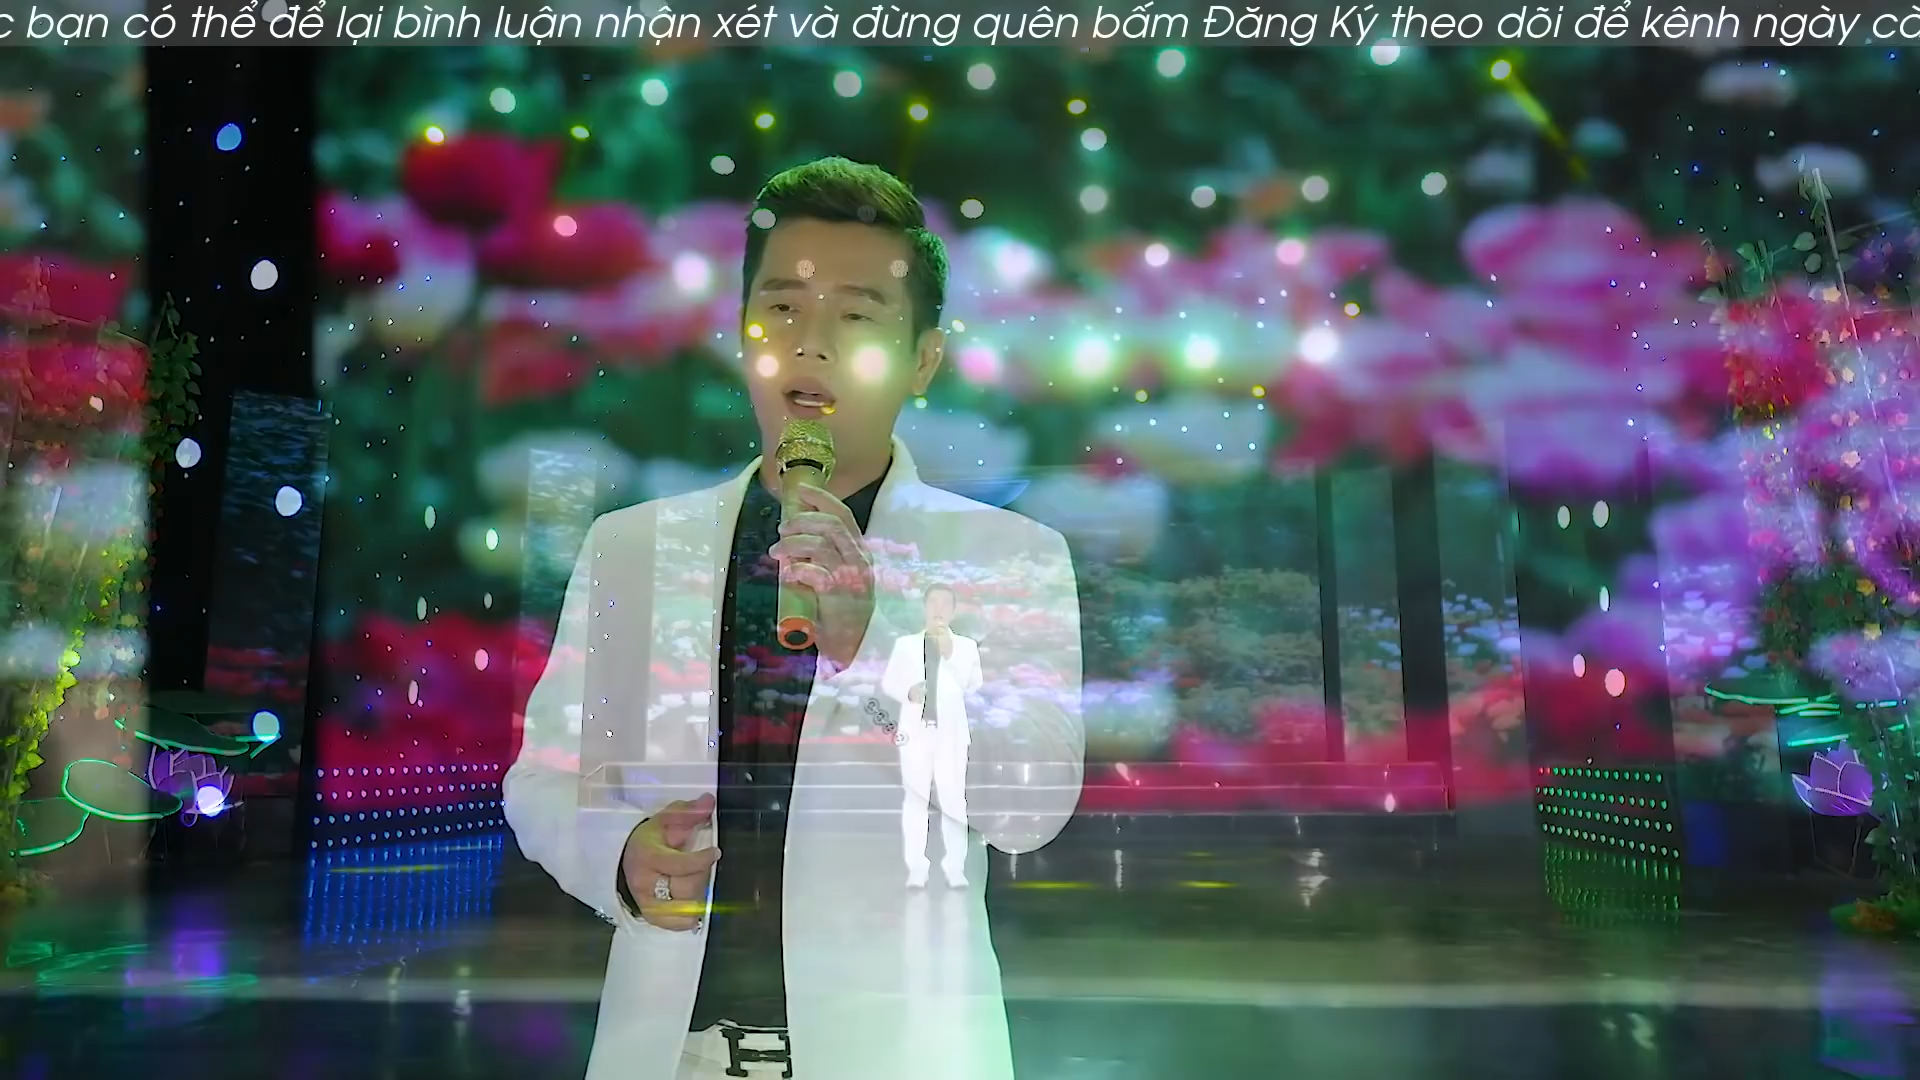 bạn có thể để lại bình luận nhận xét và đừng quên bấm Đăng Ký theo dõi để kênh ngày